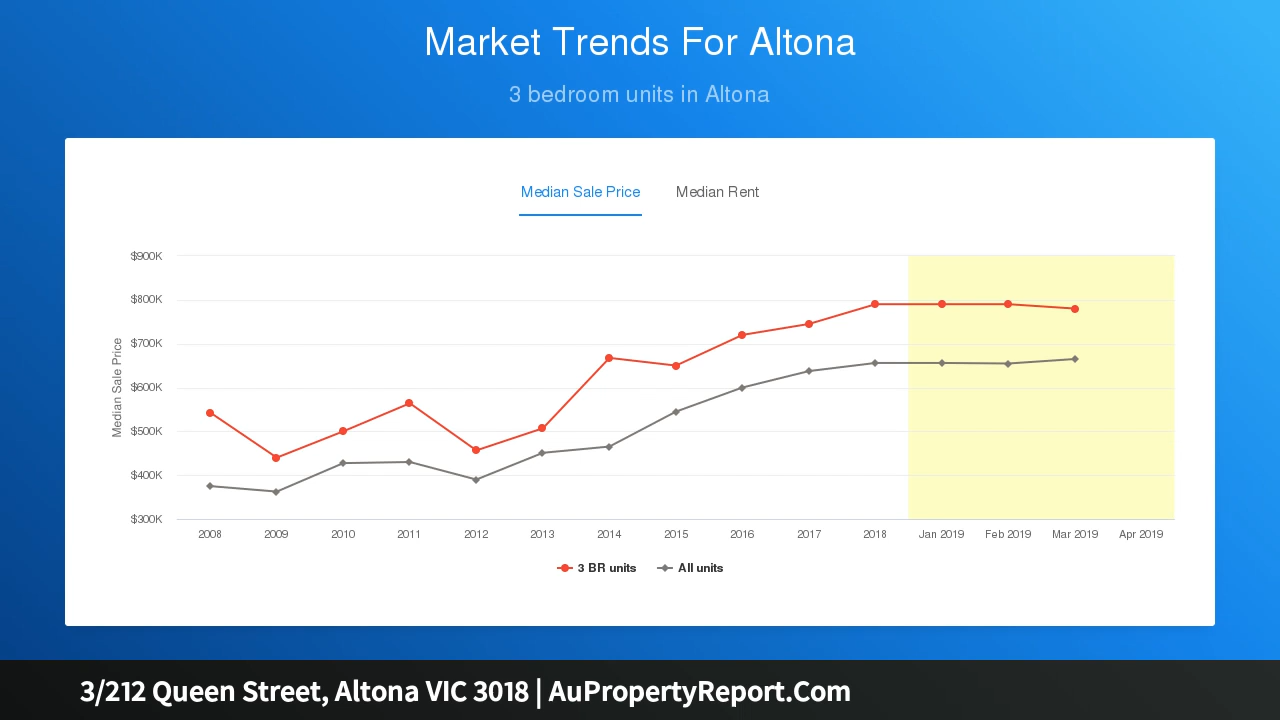 Market Trends For Altona
3 bedroom units in Altona
Median Sale Price Median Rent
Median Sale Price
$900K
$800K
$700K
$600K
$500K
$400K
$300K
2008 2009 2010 2011 2012 2013 2014 2015 2016 2017 2018 Jan 2019 Feb 2019 Mar 2019 Apr 2019
3 BR units All units
3/212 Queen Street, Altona VIC 3018 | AuPropertyReport.Com